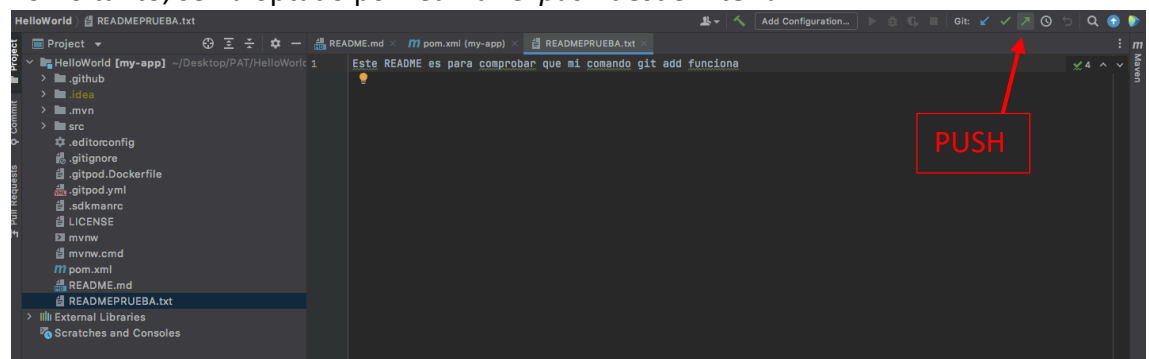 HelloWorld
READMEPRUEBA.txt
Add Configuration...
Git:
Project
README.md
pom.xml (my-app)
READMEPRUEBA.txt
HelloWorld [my-app] ~/Desktop/PAT/HelloWorld
1
Este README es para comprobar que mi comando git add funciona
4
.github
.idea
.mvn
src
.editorconfig
.gitignore
.gitpod.Dockerfile
.gitpod.yml
.sdkmanrc
LICENSE
mvnw
mvnw.cmd
pom.xml
README.md
READMEPRUEBA.txt
External Libraries
Scratches and Consoles
Project
Commit
Pull Requests
PUSH
m
Maven